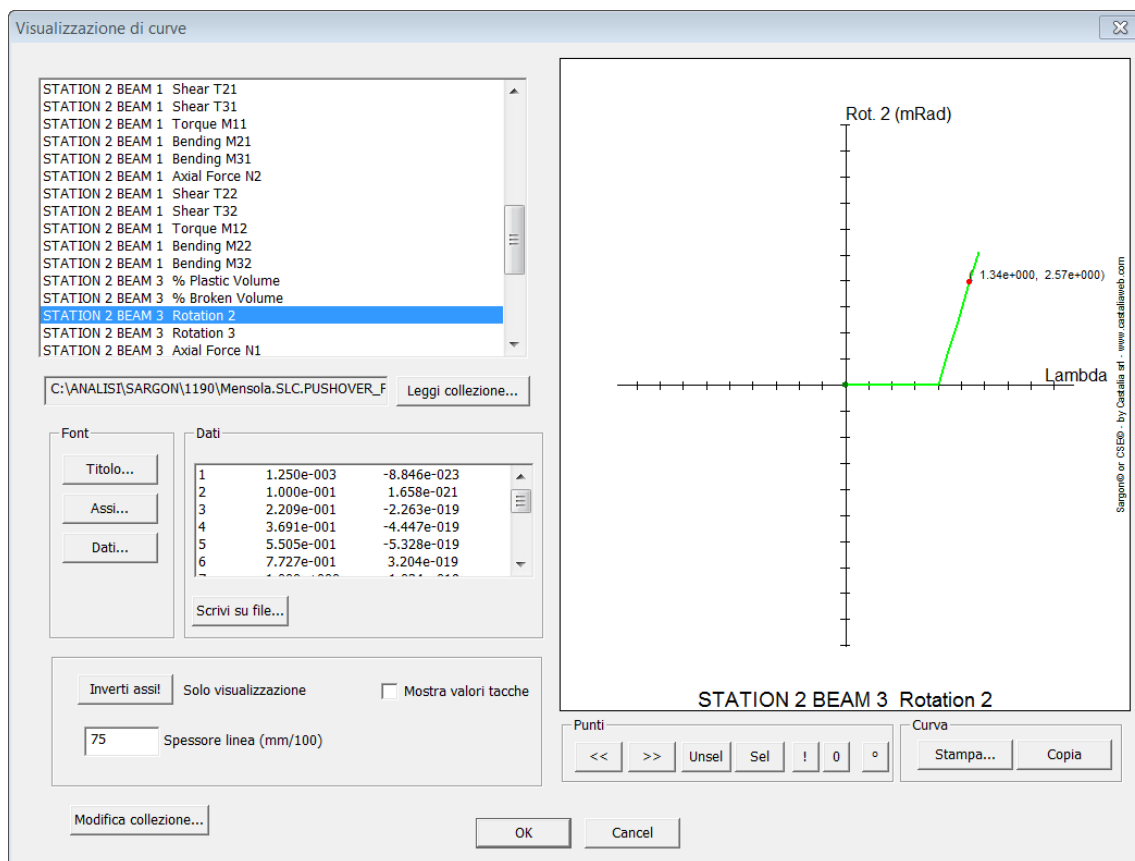 Visualizzazione di curve
STATION 2 BEAM 1 Shear T21
STATION 2 BEAM 1 Shear T31
STATION 2 BEAM 1 Torque M11
STATION 2 BEAM 1 Bending M21
STATION 2 BEAM 1 Bending M31
STATION 2 BEAM 1 Axial Force N2
STATION 2 BEAM 1 Shear T22
STATION 2 BEAM 1 Shear T32
STATION 2 BEAM 1 Torque M12
STATION 2 BEAM 1 Bending M22
STATION 2 BEAM 1 Bending M32
STATION 2 BEAM 3 % Plastic Volume
STATION 2 BEAM 3 % Broken Volume
STATION 2 BEAM 3 Rotation 2
STATION 2 BEAM 3 Rotation 3
STATION 2 BEAM 3 Axial Force N1
C:\ANALISI\SARGON\1190\Mensola.SLC.PUSHOVER_F
Leggi collezione...
Font
Titolo...
Assi...
Dati...
Dati
1 1.250e-003 -8.846e-023
2 1.000e-001 1.658e-021
3 2.209e-001 -2.263e-019
4 3.691e-001 -4.447e-019
5 5.505e-001 -5.328e-019
6 7.727e-001 3.204e-019
Scrivi su file...
Inverti assi!
Solo visualizzazione
Mostra valori tacche
75
Spessore linea (mm/100)
Modifica collezione...
Rot. 2 (mRad)
( 1.34e+000, 2.57e+000)
Lambda
Sargon© or CSE© - by Castalia srl - www.castaliaweb.com
STATION 2 BEAM 3 Rotation 2
Punti
<< >> Unsel Sel ! 0 º
Curva
Stampa... Copia
OK Cancel